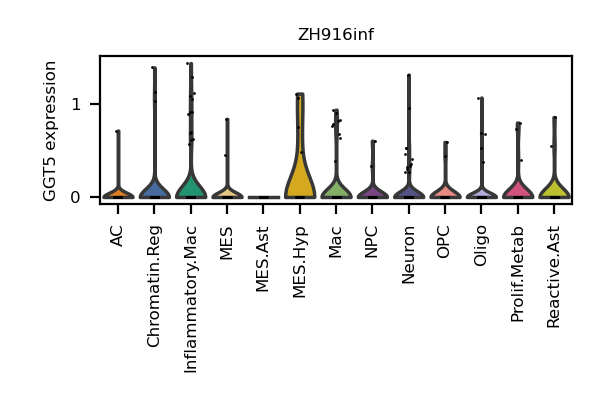 ZH916inf
GGT5 expression
1
0
AC
Chromatin.Reg
Inflammatory.Mac
MES
MES.Ast
MES.Hyp
Mac
NPC
Neuron
OPC
Oligo
Prolif.Metab
Reactive.Ast